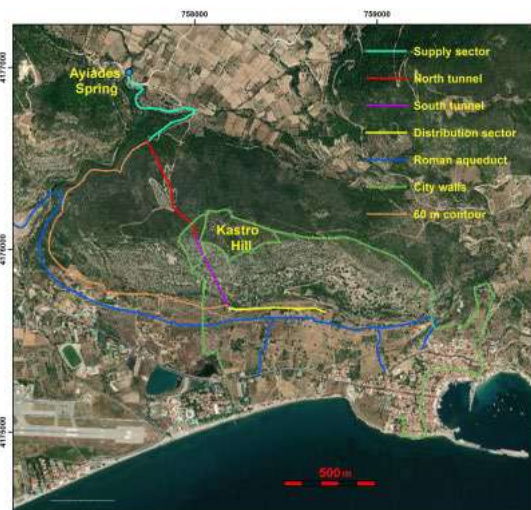 758000
759000
4177000
Ayiades
Spring
Supply sector
North tunnel
South tunnel
Distribution sector
Roman aqueduct
City walls
60 m contour
Kastro
Hill
4176000
4175000
500 m